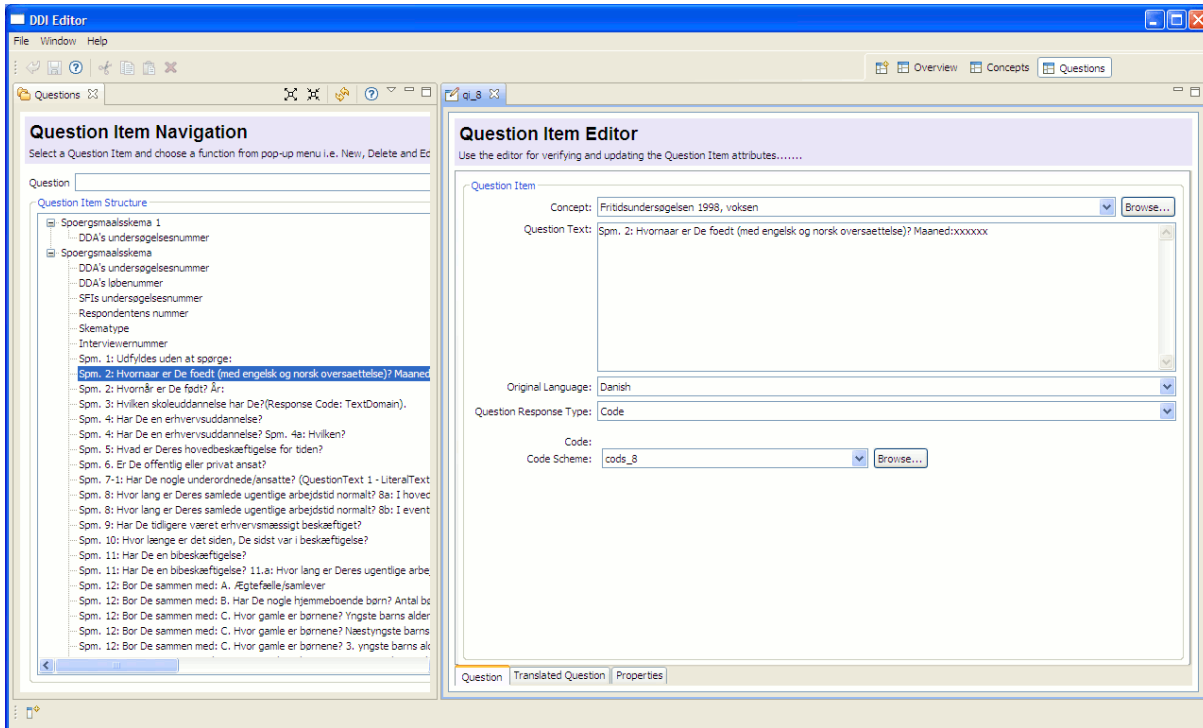 DDI Editor
File Window Help
Overview Concepts Questions
Questions
Question Item Navigation
Select a Question Item and choose a function from pop-up menu i.e. New, Delete and Ed
Question
Question Item Structure
Spoergsmaalsskema 1
DDA's undersøgelsesnummer
Spoergsmaalsskema
DDA's undersøgelsesnummer
DDA's løbenummer
SFIs undersøgelsesnummer
Respondentens nummer
Skematype
Interviewernummer
Spm. 1: Udfyldes uden at spørge:
Spm. 2: Hvornaar er De foedt (med engelsk og norsk oversaettelse)? Maaned
Spm. 2: Hvornår er De født? År:
Spm. 3: Hvilken skoleuddannelse har De?(Response Code: TextDomain).
Spm. 4: Har De en erhvervsuddannelse?
Spm. 4: Har De en erhvervsuddannelse? Spm. 4a: Hvilken?
Spm. 5: Hvad er Deres hovedbeskæftigelse for tiden?
Spm. 6. Er De offentlig eller privat ansat?
Spm. 7-1: Har De nogle underordnede/ansatte? (QuestionText 1 - LiteralText
Spm. 8: Hvor lang er Deres samlede ugentlige arbejdstid normalt? 8a: I hoved
Spm. 8: Hvor lang er Deres samlede ugentlige arbejdstid normalt? 8b: I event
Spm. 9: Har De tidligere været erhvervsmæssigt beskæftiget?
Spm. 10: Hvor længe er det siden, De sidst var i beskæftigelse?
Spm. 11: Har De en bibeskæftigelse?
Spm. 11: Har De en bibeskæftigelse? 11.a: Hvor lang er Deres ugentlige arbej
Spm. 12: Bor De sammen med: A. Ægtefælle/samlever
Spm. 12: Bor De sammen med: B. Har De nogle hjemmeboende børn? Antal bø
Spm. 12: Bor De sammen med: C. Hvor gamle er børnene? Yngste barns alder
Spm. 12: Bor De sammen med: C. Hvor gamle er børnene? Næstyngste barns
Spm. 12: Bor De sammen med: C. Hvor gamle er børnene? 3. yngste barns ald
qi_8
Question Item Editor
Use the editor for verifying and updating the Question Item attributes.......
Question Item
Concept: Fritidsundersøgelsen 1998, voksen Browse...
Question Text: Spm. 2: Hvornaar er De foedt (med engelsk og norsk oversaettelse)? Maaned:xxxxxx
Original Language: Danish
Question Response Type: Code
Code:
Code Scheme: cods_8 Browse...
Question Translated Question Properties